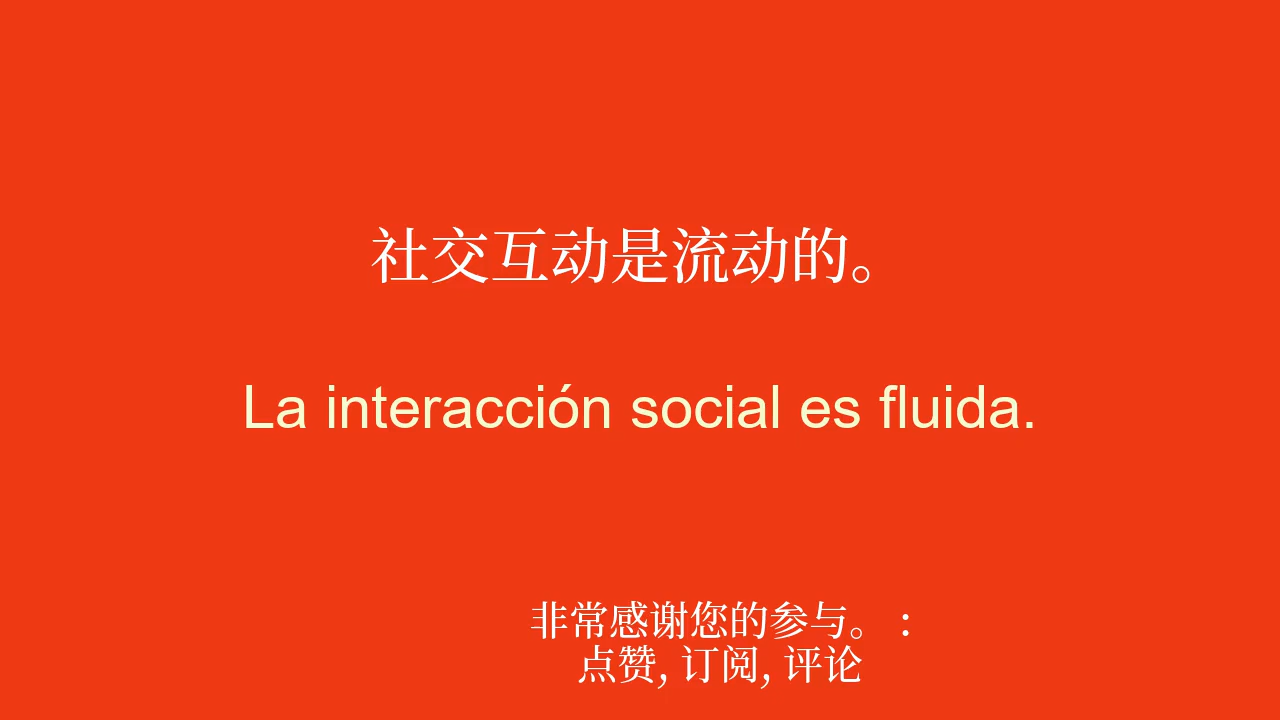 社交互动是流动的。
La interacción social es fluida.
非常感谢您的参与。 :
点赞, 订阅, 评论